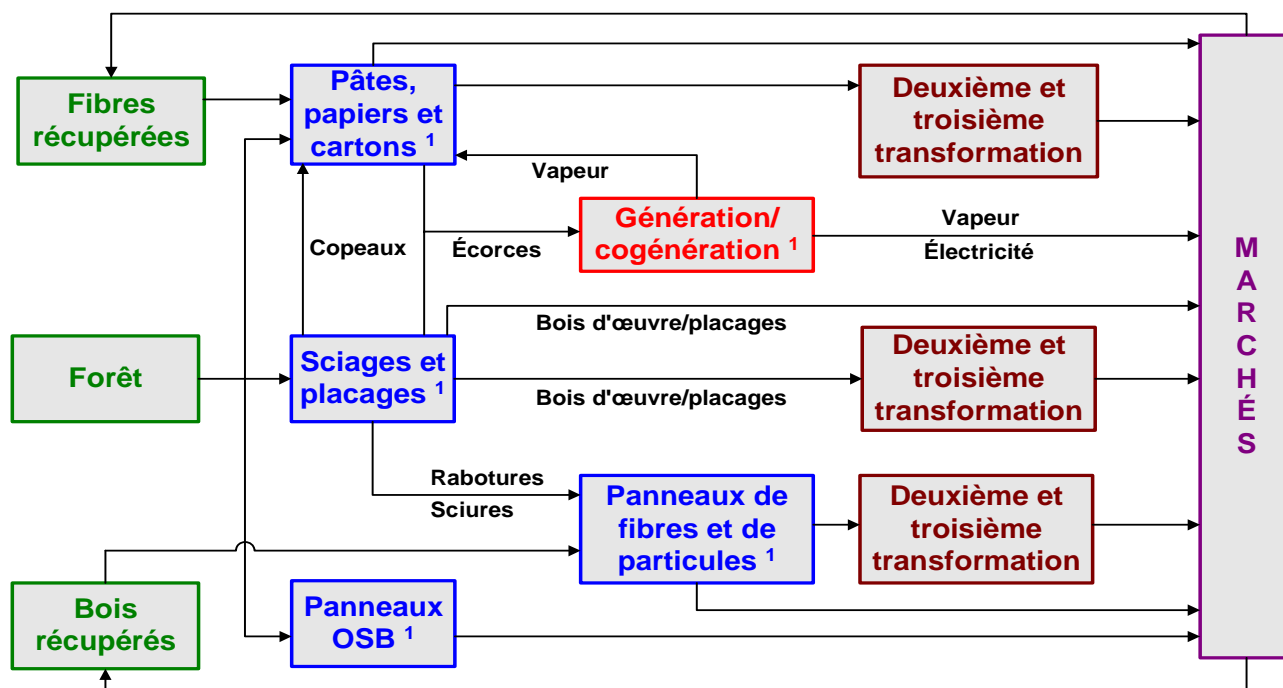 Fibres
récupérées
Pâtes,
papiers et
cartons ¹
Deuxième et
troisième
transformation
Vapeur
Génération/
cogénération ¹
Vapeur
Électricité
Copeaux
Écorces
Forêt
Sciages et
placages ¹
Bois d'œuvre/placages
Bois d'œuvre/placages
Deuxième et
troisième
transformation
Rabotures
Sciures
Panneaux de
fibres et de
particules ¹
Deuxième et
troisième
transformation
Bois
récupérés
Panneaux
OSB ¹
M
A
R
C
H
É
S